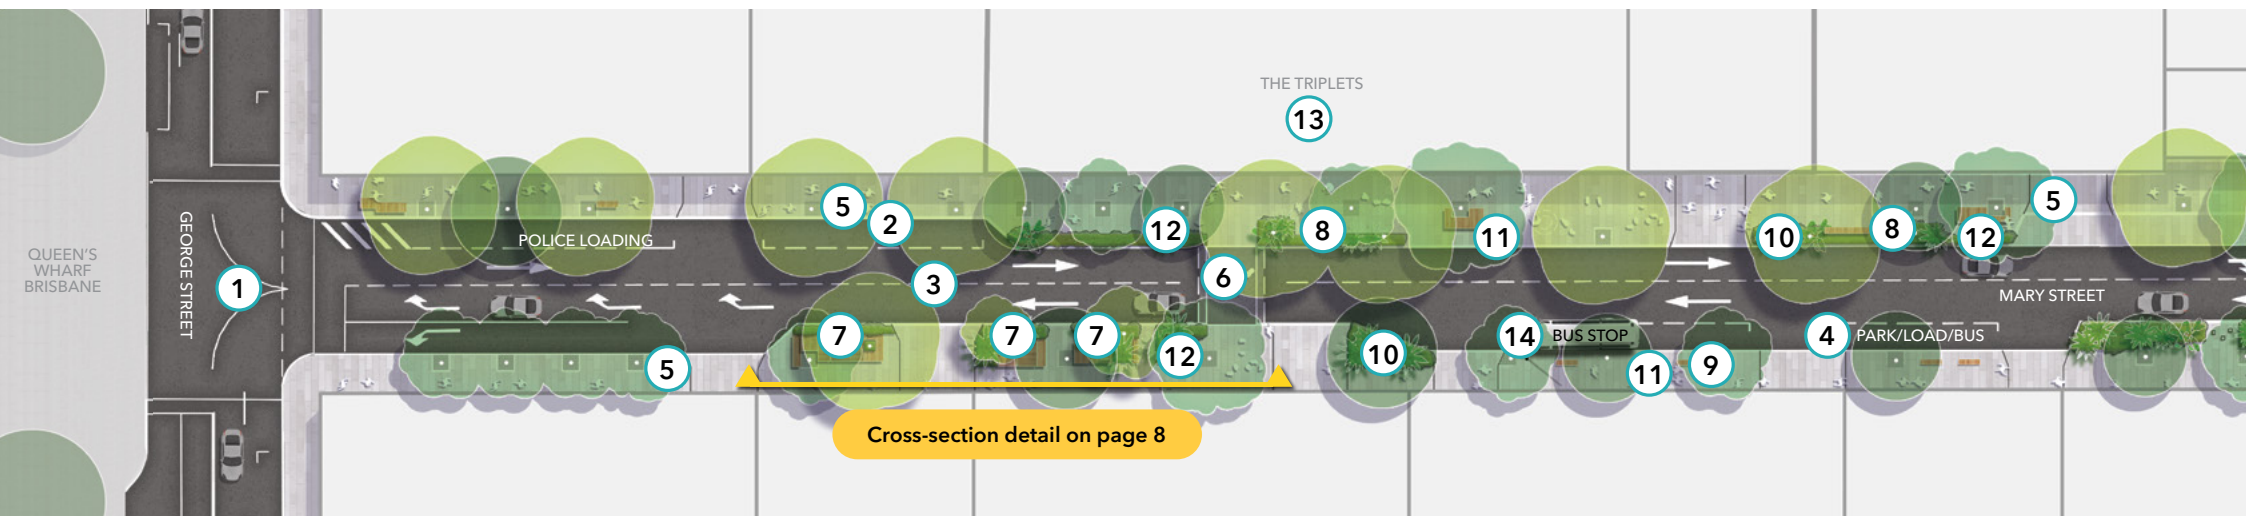 THE TRIPLETS
13
5
2
12
8
11
10
8
12
5
GEORGE STREET
POLICE LOADING
QUEEN'S
WHARF
BRISBANE
1
3
6
MARY STREET
7
7
7
12
10
14
BUS STOP
4
PARK/LOAD/BUS
5
11
9
Cross-section detail on page 8